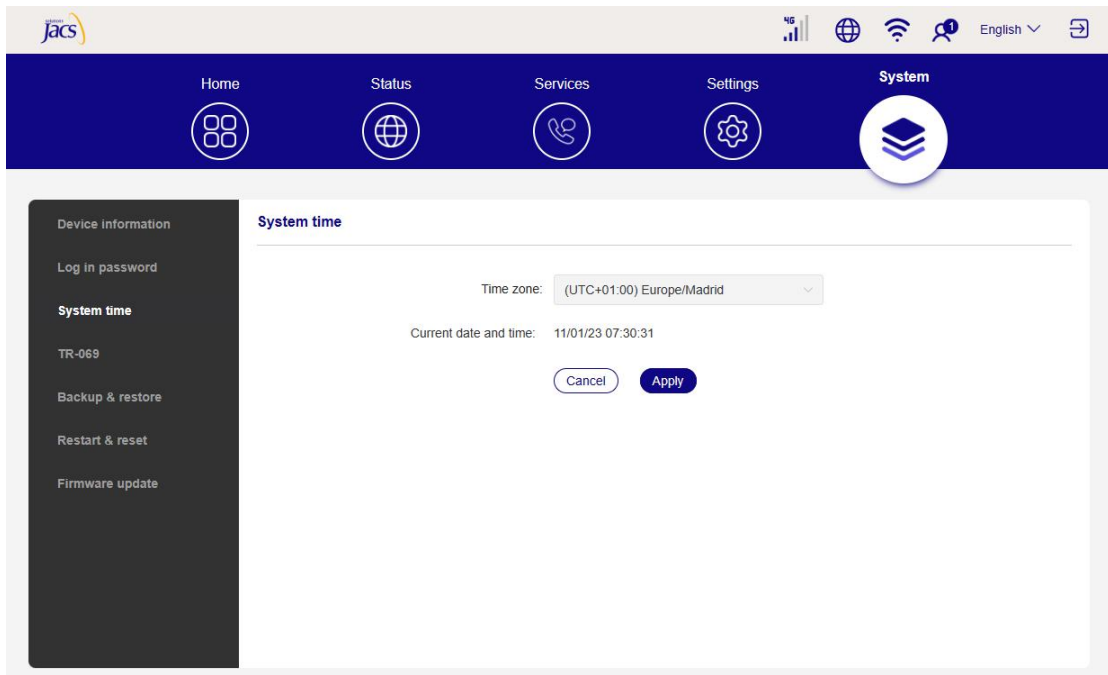 solutions
Jacs
4G
1
English
Home
Status
Services
Settings
System
Device information
Log in password
System time
TR-069
Backup & restore
Restart & reset
Firmware update
System time
Time zone: (UTC+01:00) Europe/Madrid
Current date and time: 11/01/23 07:30:31
Cancel Apply